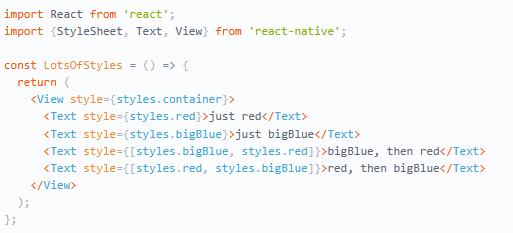 import React from 'react';
import {StyleSheet, Text, View} from 'react-native';

const LotsOfStyles = () => {
  return (
    <View style={styles.container}>
      <Text style={styles.red}>just red</Text>
      <Text style={styles.bigBlue}>just bigBlue</Text>
      <Text style={[styles.bigBlue, styles.red]}>bigBlue, then red</Text>
      <Text style={[styles.red, styles.bigBlue]}>red, then bigBlue</Text>
    </View>
  );
};